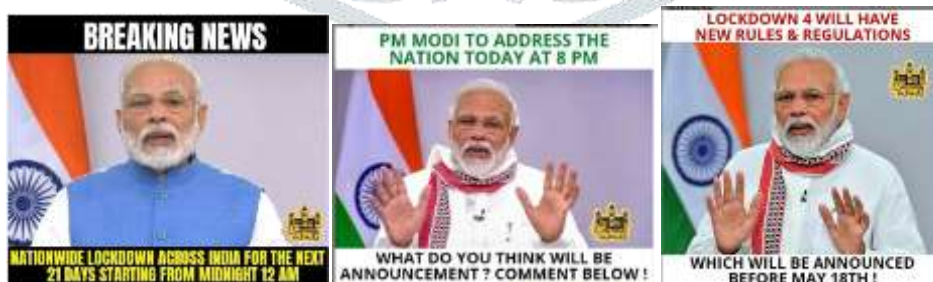 BREAKING NEWS
NATIONWIDE LOCKDOWN ACROSS INDIA FOR THE NEXT
21 DAYS STARTING FROM MIDNIGHT 12 AM
PM MODI TO ADDRESS THE
NATION TODAY AT 8 PM
WHAT DO YOU THINK WILL BE
ANNOUNCEMENT ? COMMENT BELOW !
LOCKDOWN 4 WILL HAVE
NEW RULES & REGULATIONS
WHICH WILL BE ANNOUNCED
BEFORE MAY 18TH !